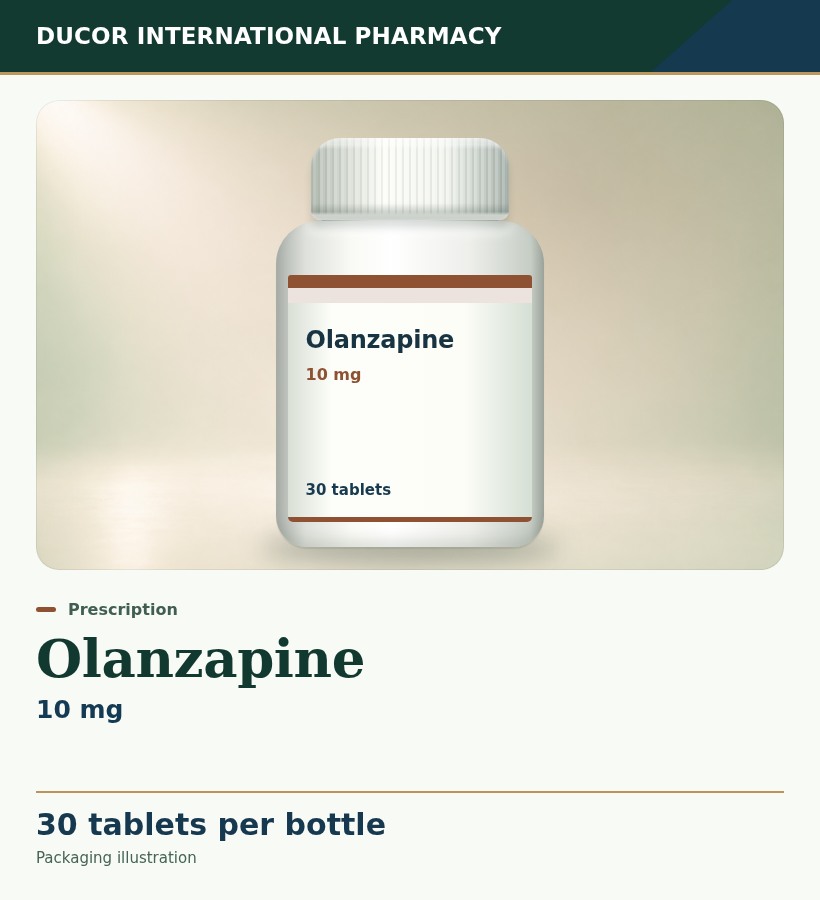 DUCOR INTERNATIONAL PHARMACY
Olanzapine
10 mg
30 tablets
Prescription
Olanzapine
10 mg
30 tablets per bottle
Packaging illustration